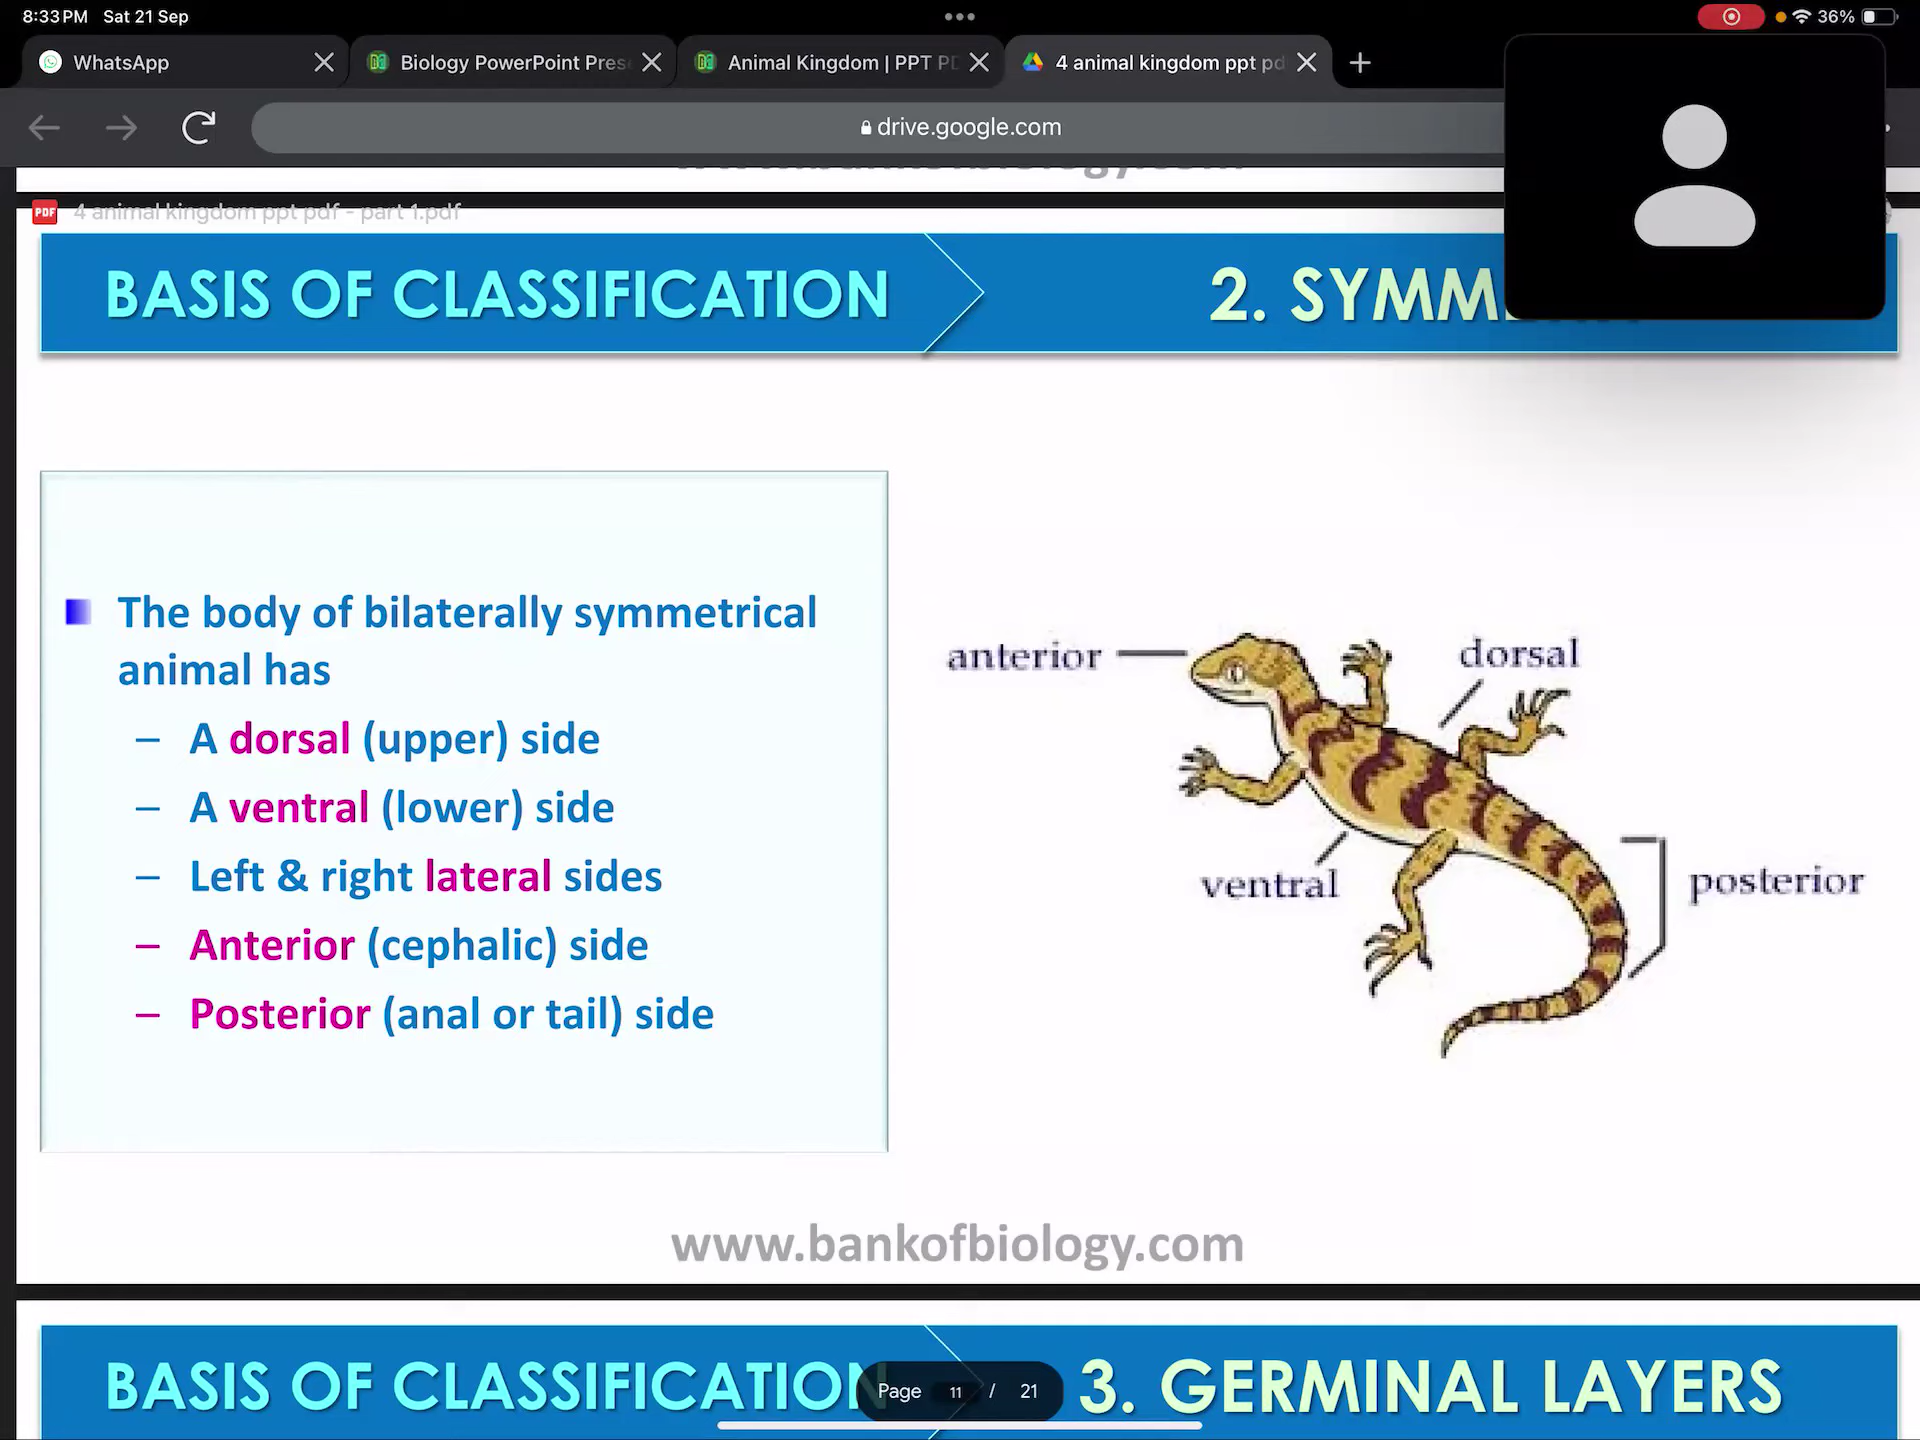 8:33 PM Sat 21 Sep
36%
WhatsApp
Biology PowerPoint Pres
Animal Kingdom | PPT PD
4 animal kingdom ppt pd
drive.google.com
4 animal kingdom ppt pdf - part 1.pdf
BASIS OF CLASSIFICATION
2. SYMM
The body of bilaterally symmetrical
animal has
– A dorsal (upper) side
– A ventral (lower) side
– Left & right lateral sides
– Anterior (cephalic) side
– Posterior (anal or tail) side
anterior
dorsal
ventral
posterior
www.bankofbiology.com
BASIS OF CLASSIFICATION
3. GERMINAL LAYERS
Page 11 / 21